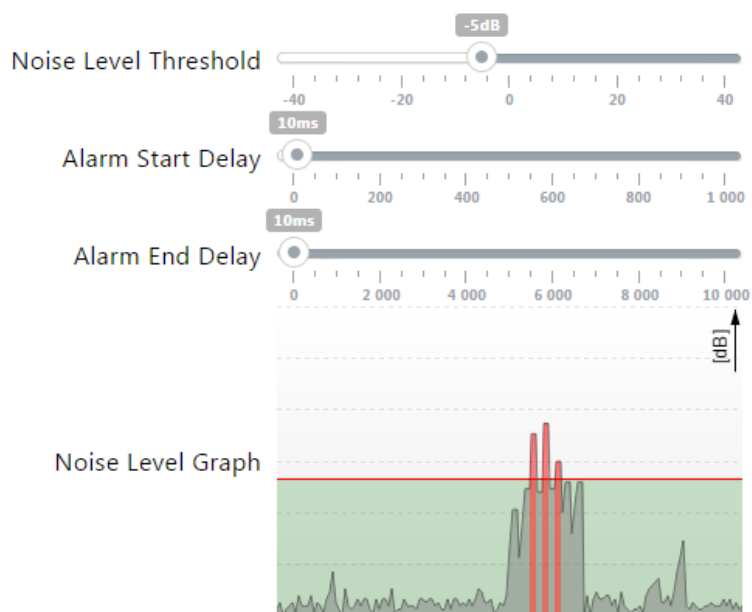 -5dB
Noise Level Threshold
-40 -20 0 20 40
10ms
Alarm Start Delay
0 200 400 600 800 1 000
10ms
Alarm End Delay
0 2 000 4 000 6 000 8 000 10 000
[dB]
Noise Level Graph